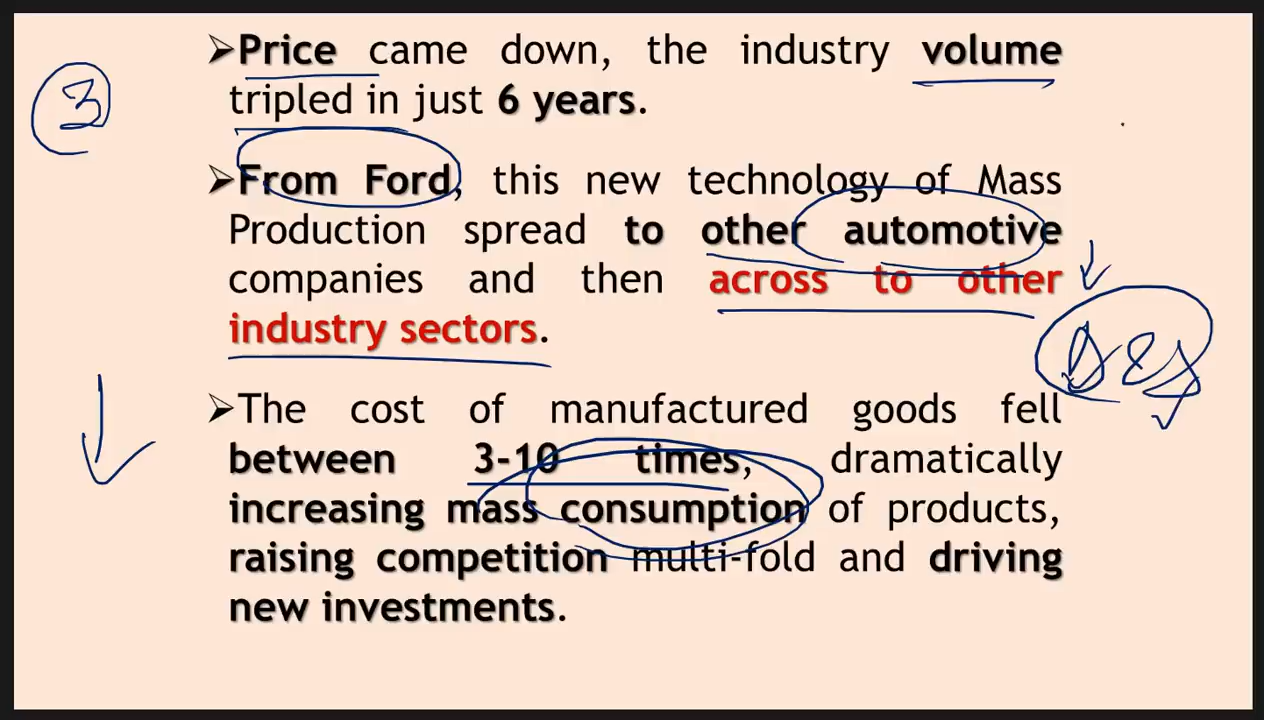 ③
➢Price came down, the industry volume
tripled in just 6 years.
➢From Ford, this new technology of Mass
Production spread to other automotive
companies and then across to other
industry sectors.
➢The cost of manufactured goods fell
between 3-10 times, dramatically
increasing mass consumption of products,
raising competition multi-fold and driving
new investments.